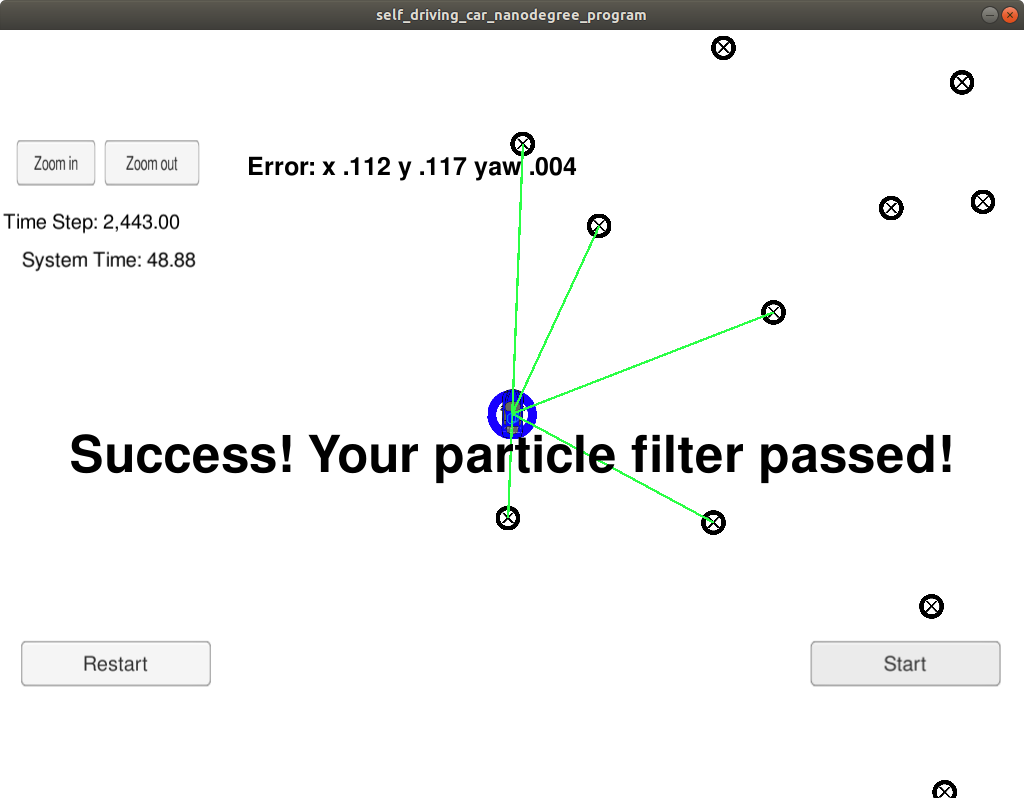 self_driving_car_nanodegree_program
Zoom in
Zoom out
Error: x .112 y .117 yaw .004
Time Step: 2,443.00
System Time: 48.88
Success! Your particle filter passed!
Restart
Start